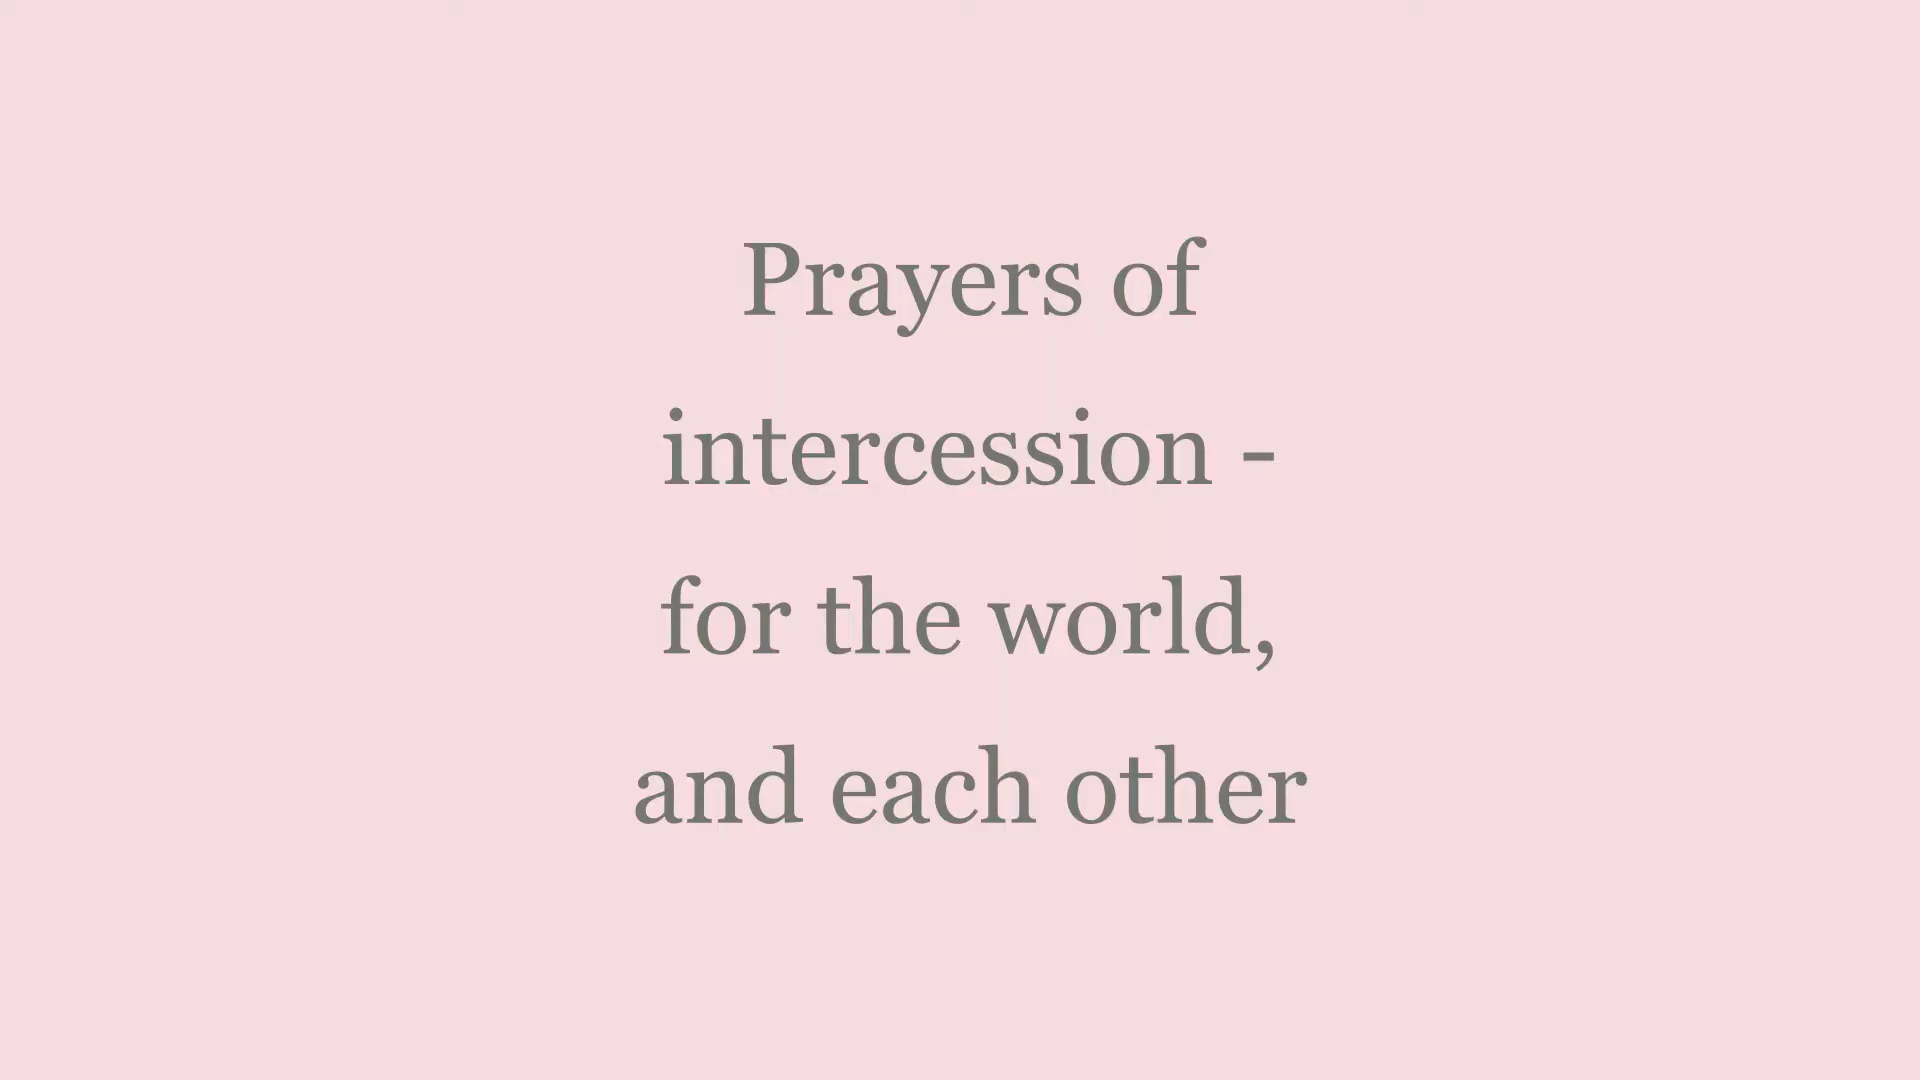 Prayers of
intercession -
for the world,
and each other